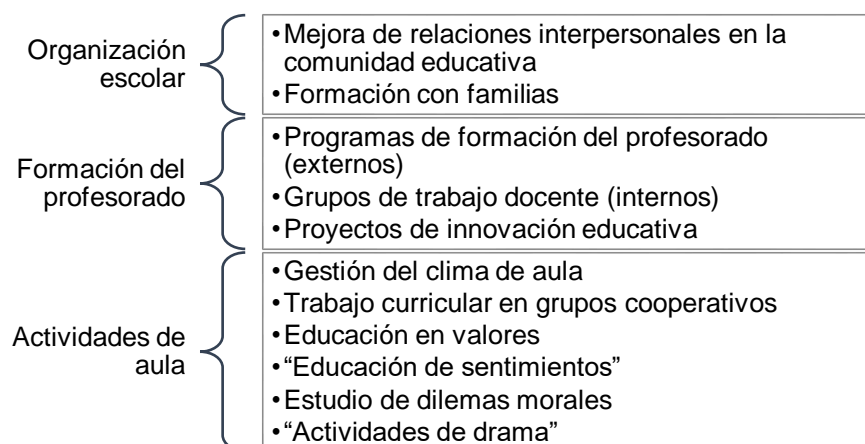 Organización
escolar
•Mejora de relaciones interpersonales en la
comunidad educativa
•Formación con familias
Formación del
profesorado
•Programas de formación del profesorado
(externos)
•Grupos de trabajo docente (internos)
•Proyectos de innovación educativa
Actividades de
aula
•Gestión del clima de aula
•Trabajo curricular en grupos cooperativos
•Educación en valores
•“Educación de sentimientos”
•Estudio de dilemas morales
•“Actividades de drama”